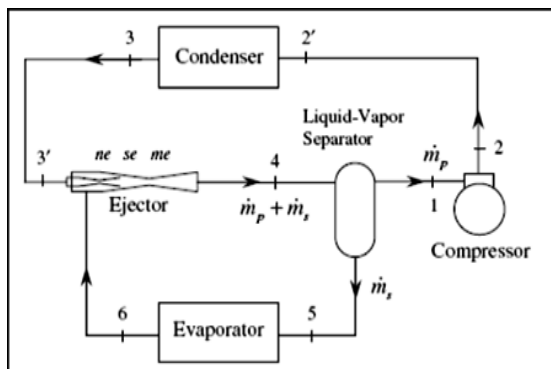 3
Condenser
2′
Liquid-Vapor
Separator
3′
ne se me
4
ṁp
2
Ejector
ṁp + ṁs
1
Compressor
ṁs
6
Evaporator
5